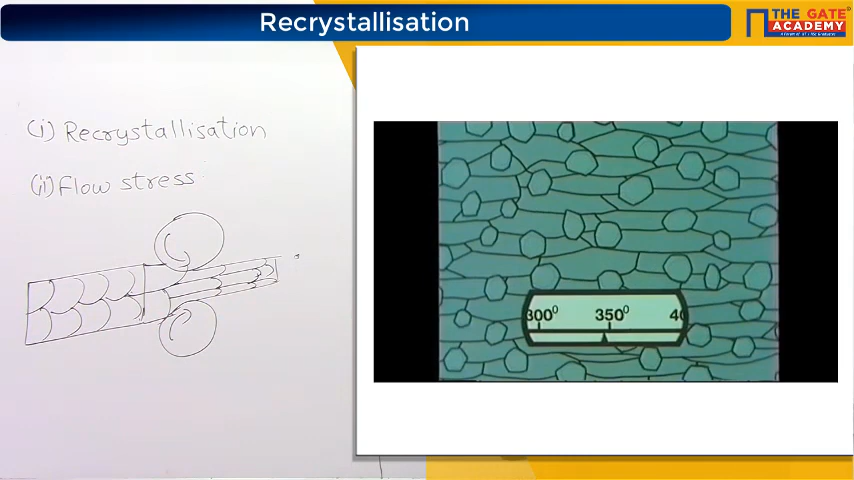 Recrystallisation
THE GATE
ACADEMY
(i) Recrystallisation
(ii) Flow stress
300⁰ 350⁰ 40